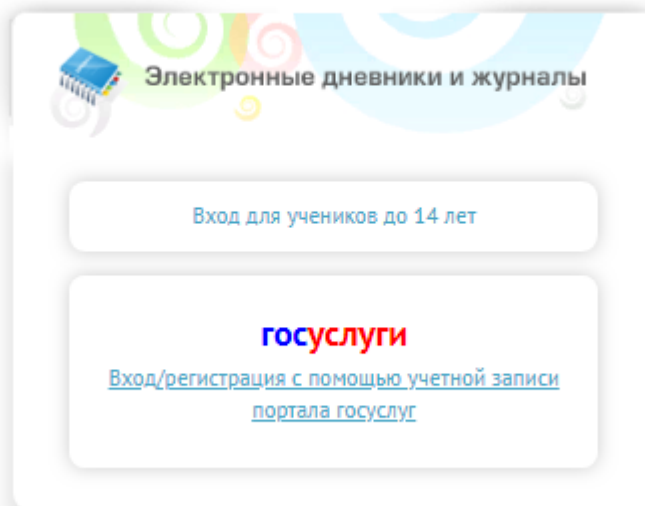 Электронные дневники и журналы
Вход для учеников до 14 лет
госуслуги
Вход/регистрация с помощью учетной записи
портала госуслуг